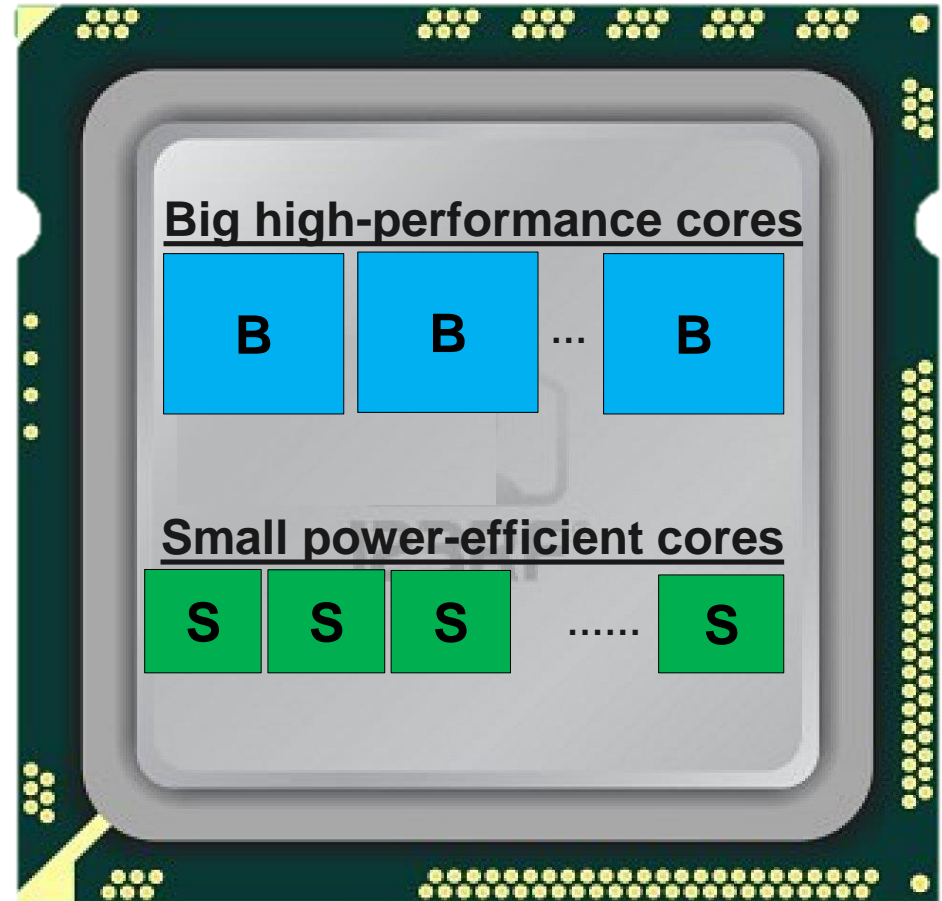 Big high-performance cores
B B ... B
Small power-efficient cores
S S S ...... S